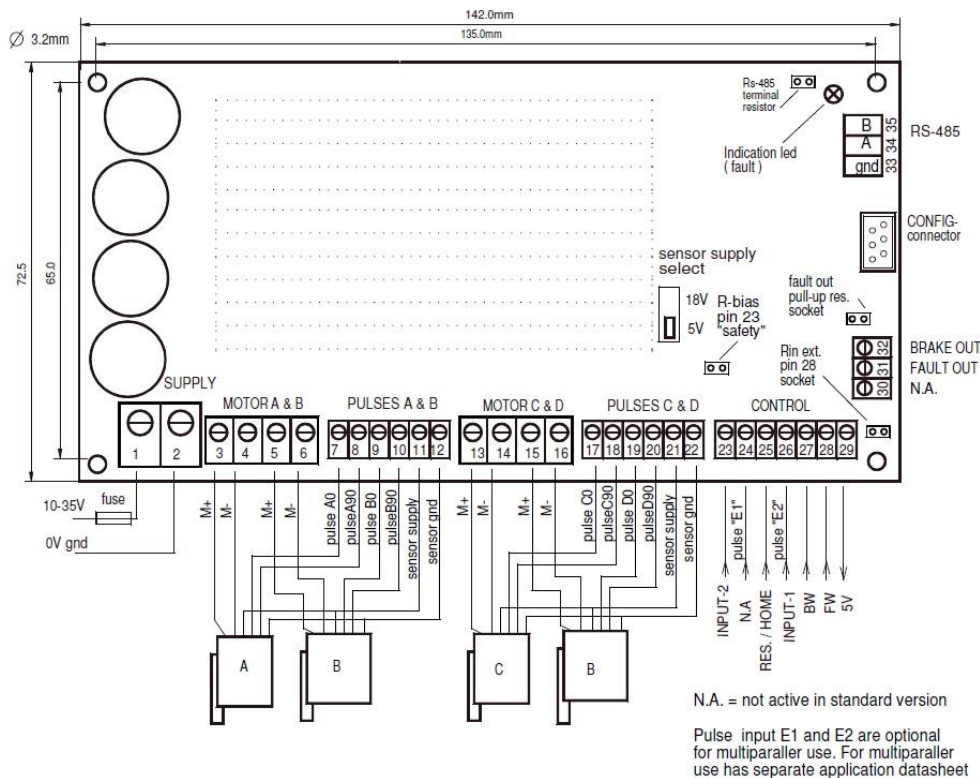 142.0mm
Ø 3.2mm
135.0mm
72.5
65.0
Rs-485
terminal
resistor
Indication led
( fault )
B 35
A 34
gnd 33
RS-485
CONFIG-
connector
sensor supply
select
18V
5V
R-bias
pin 23
"safety"
fault out
pull-up res.
socket
Rin ext.
pin 28
socket
32 BRAKE OUT
31 FAULT OUT
30 N.A.
SUPPLY
MOTOR A & B
PULSES A & B
MOTOR C & D
PULSES C & D
CONTROL
1 2 3 4 5 6 7 8 9 10 11 12 13 14 15 16 17 18 19 20 21 22 23 24 25 26 27 28 29
10-35V
fuse
0V gnd
M+
M-
M+
M-
pulse A0
pulseA90
pulse B0
pulseB90
sensor supply
sensor gnd
M+
M-
M+
M-
pulse C0
pulseC90
pulse D0
pulseD90
sensor supply
sensor gnd
pulse "E1"
pulse "E2"
INPUT-2
N.A
RES. / HOME
INPUT-1
BW
FW
5V
A
B
C
B
N.A. = not active in standard version
Pulse input E1 and E2 are optional
for multiparaller use. For multiparaller
use has separate application datasheet